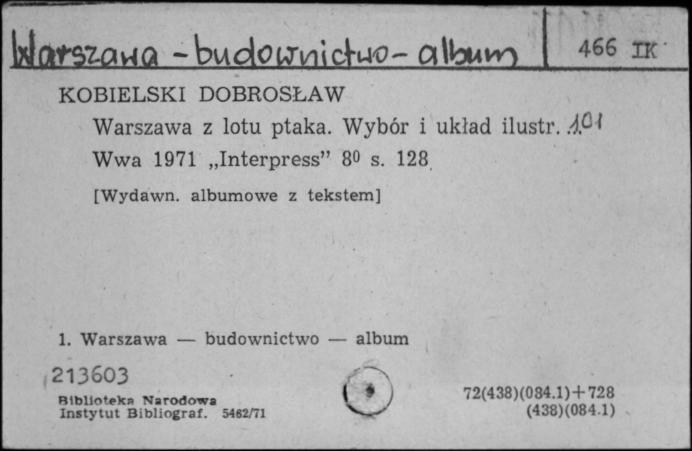 Warszawa - budownictwo - album
466 IK
KOBIELSKI DOBROSŁAW
Warszawa z lotu ptaka. Wybór i układ ilustr. 101
Wwa 1971 „Interpress” 8⁰ s. 128
[Wydawn. albumowe z tekstem]
1. Warszawa — budownictwo — album
213603
Biblioteka Narodowa
Instytut Bibliograf. 5462/71
72(438)(084.1)+728
(438)(084.1)